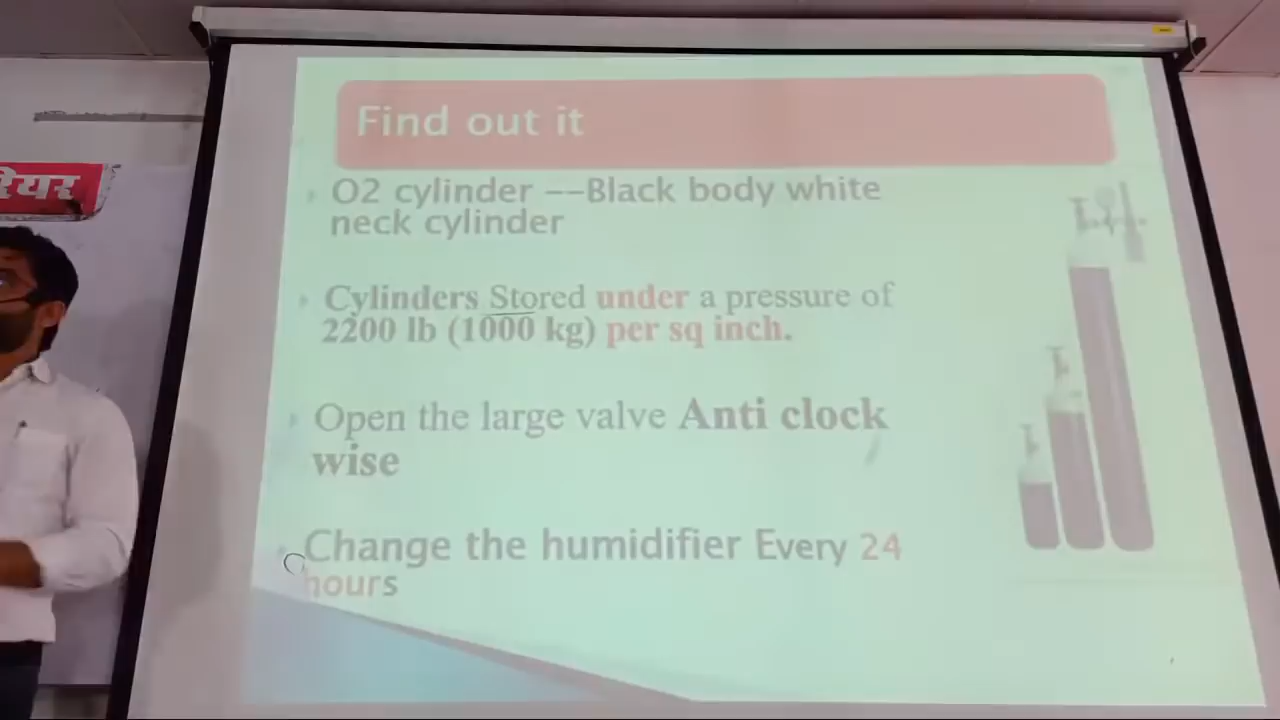 Find out it
रियर
O2 cylinder --Black body white
neck cylinder
Cylinders Stored under a pressure of
2200 lb (1000 kg) per sq inch.
Open the large valve Anti clock
wise
Change the humidifier Every 24
hours